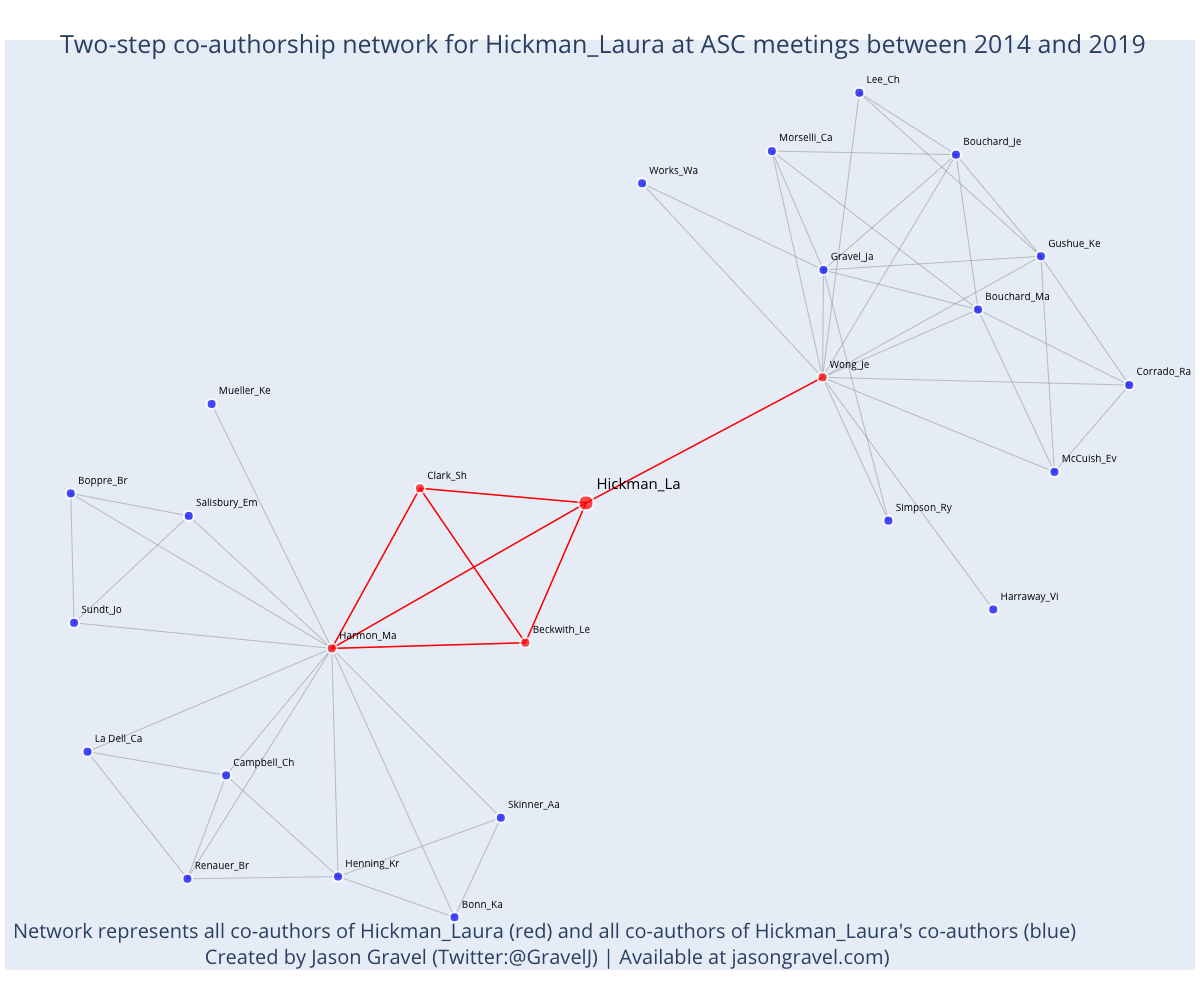 Two-step co-authorship network for Hickman_Laura at ASC meetings between 2014 and 2019
Lee_Ch
Morselli_Ca
Bouchard_Je
Works_Wa
Gushue_Ke
Gravel_Ja
Bouchard_Ma
Wong_Je
Corrado_Ra
Mueller_Ke
McCuish_Ev
Clark_Sh
Boppre_Br
Hickman_La
Salisbury_Em
Simpson_Ry
Harraway_Vi
Sundt_Jo
Beckwith_Le
Harmon_Ma
La Dell_Ca
Campbell_Ch
Skinner_Aa
Henning_Kr
Renauer_Br
Bonn_Ka
Network represents all co-authors of Hickman_Laura (red) and all co-authors of Hickman_Laura's co-authors (blue)
Created by Jason Gravel (Twitter:@GravelJ) | Available at jasongravel.com)